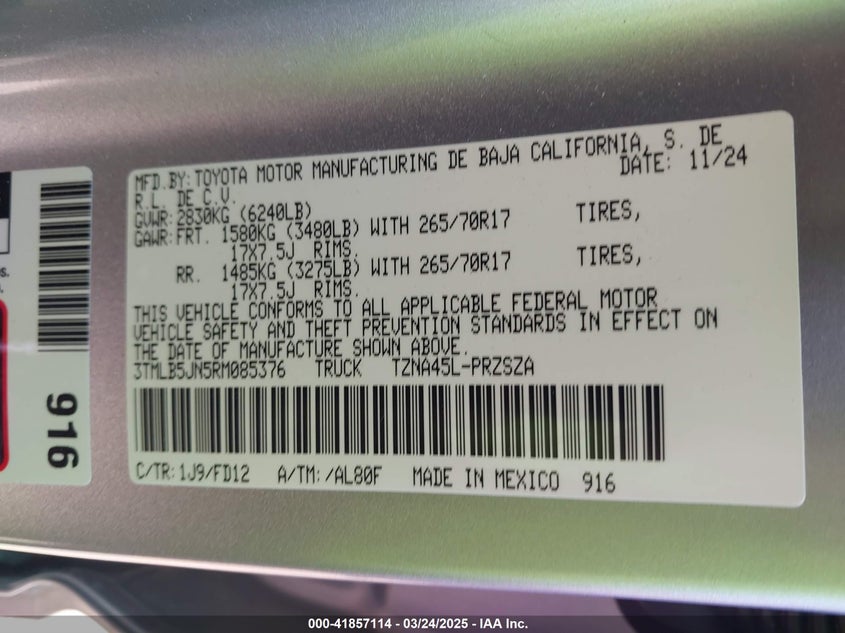 MFD.BY:TOYOTA MOTOR MANUFACTURING DE BAJA CALIFORNIA, S. DE
R.L. DE C.V. DATE: 11/24
GVWR: 2830KG (6240LB)
GAWR:FRT. 1580KG (3480LB) WITH 265/70R17 TIRES,
17X7.5J RIMS.
RR. 1485KG (3275LB) WITH 265/70R17 TIRES,
17X7.5J RIMS.
THIS VEHICLE CONFORMS TO ALL APPLICABLE FEDERAL MOTOR
VEHICLE SAFETY AND THEFT PREVENTION STANDARDS IN EFFECT ON
THE DATE OF MANUFACTURE SHOWN ABOVE.
3TMLB5JN5RM085376 TRUCK TZNA45L-PRZSZA
C/TR:1J9/FD12 A/TM:/AL80F MADE IN MEXICO 916
916
000-41857114 - 03/24/2025 - IAA Inc.